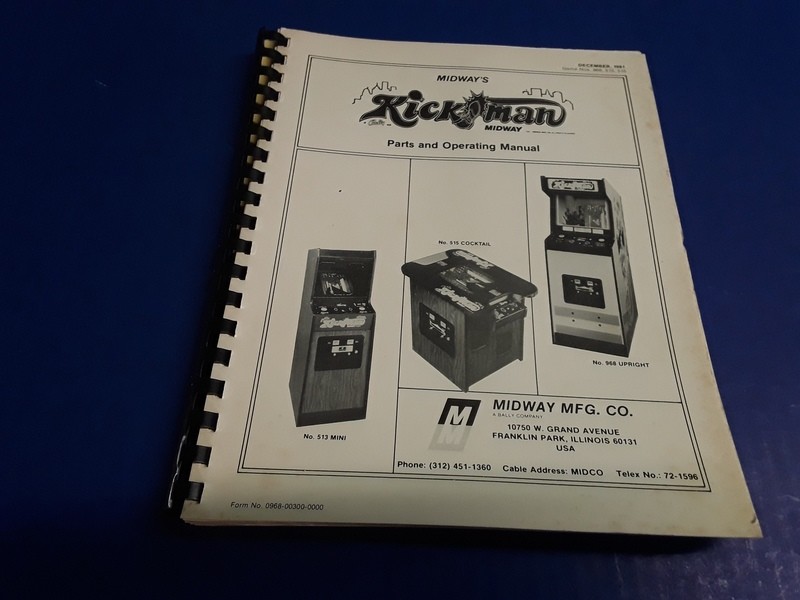 DECEMBER, 1981
MIDWAY'S
Kick-man
MIDWAY
Parts and Operating Manual
No. 515 COCKTAIL
No. 968 UPRIGHT
No. 513 MINI
MIDWAY MFG. CO.
A BALLY COMPANY
10750 W. GRAND AVENUE
FRANKLIN PARK, ILLINOIS 60131
USA
Phone: (312) 451-1360 Cable Address: MIDCO Telex No.: 72-1596
Form No. 0968-00300-0000